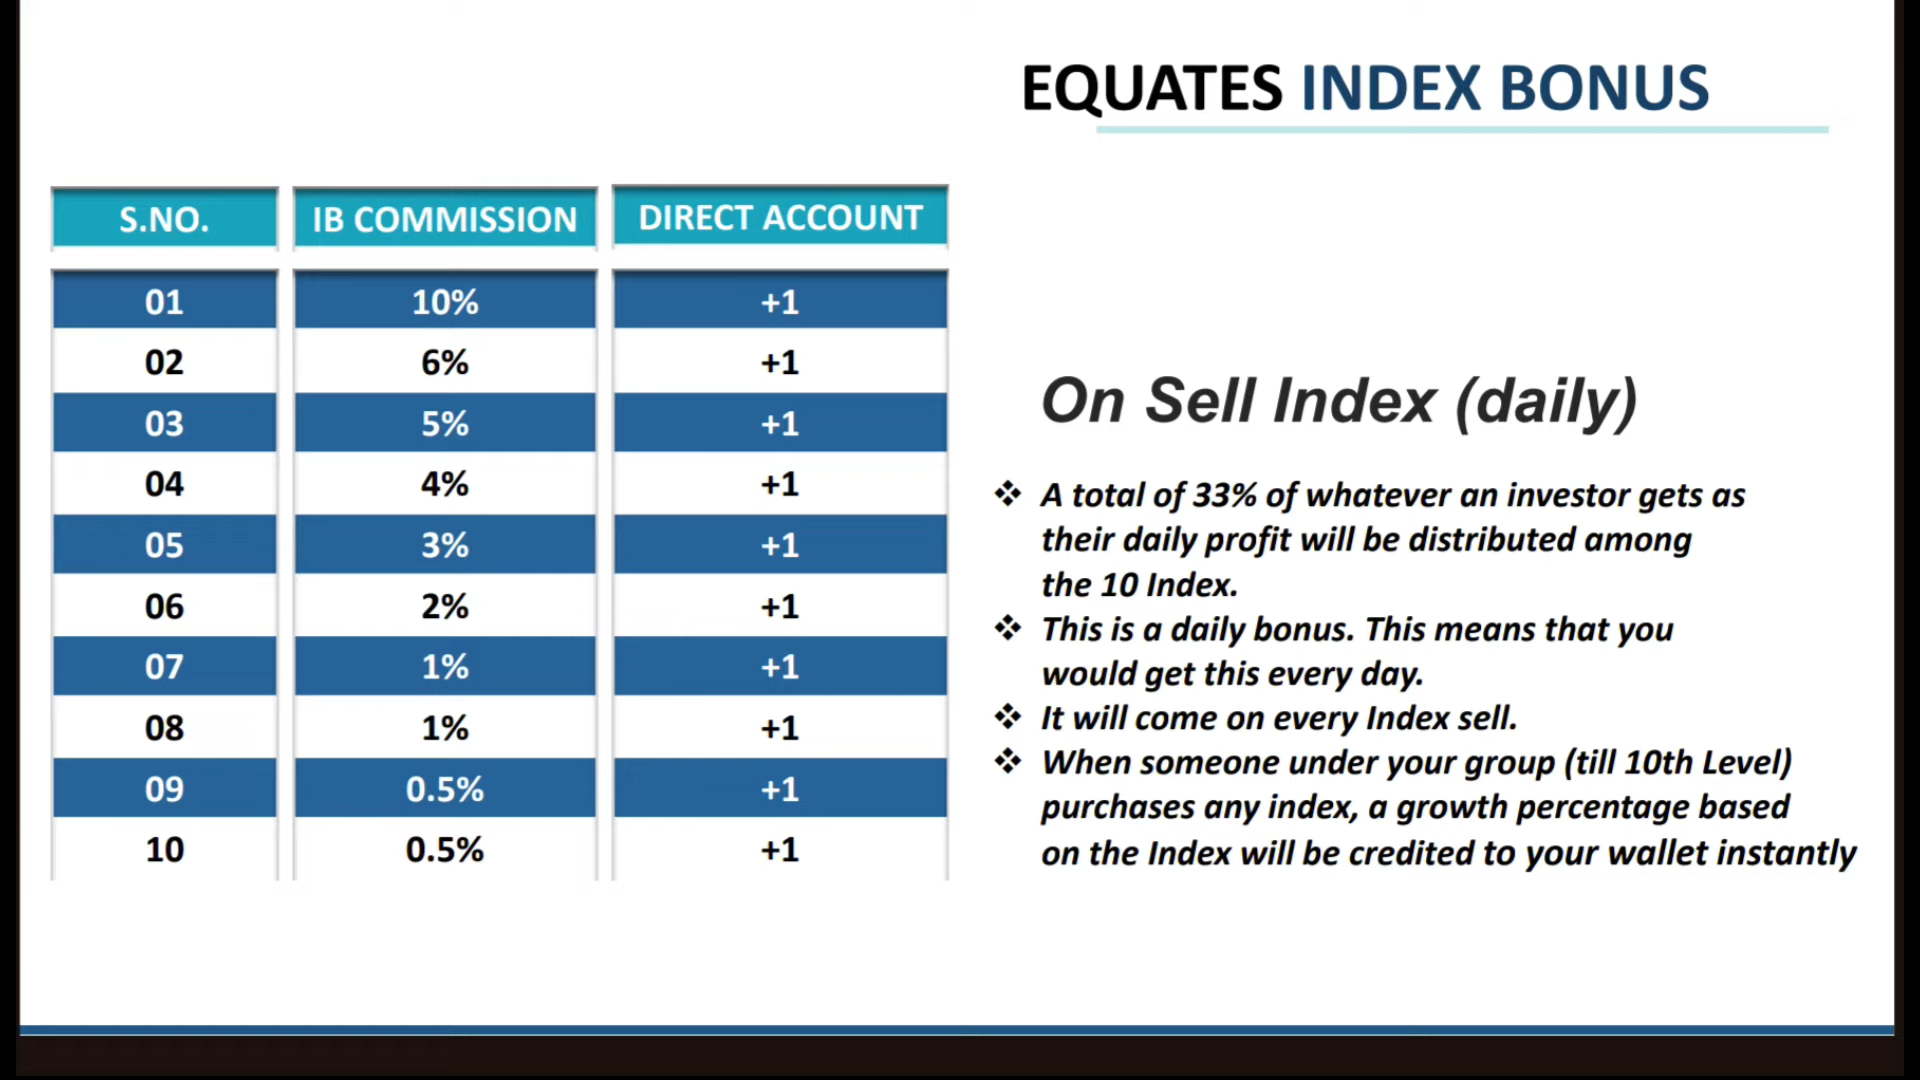 EQUATES INDEX BONUS
S.NO. IB COMMISSION DIRECT ACCOUNT
01 10% +1
02 6% +1
03 5% +1
04 4% +1
05 3% +1
06 2% +1
07 1% +1
08 1% +1
09 0.5% +1
10 0.5% +1
On Sell Index (daily)
❖ A total of 33% of whatever an investor gets as
their daily profit will be distributed among
the 10 Index.
❖ This is a daily bonus. This means that you
would get this every day.
❖ It will come on every Index sell.
❖ When someone under your group (till 10th Level)
purchases any index, a growth percentage based
on the Index will be credited to your wallet instantly